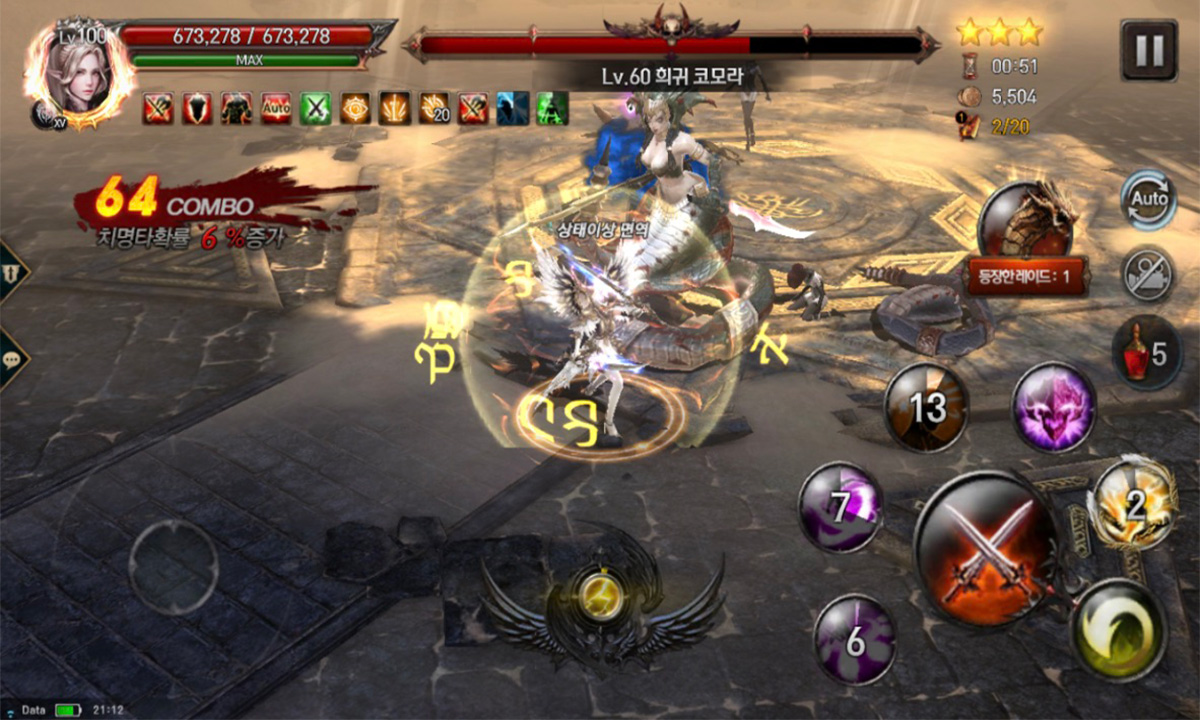 Lv.100
673,278 / 673,278
MAX
XV
Auto
20
Lv.60 희귀 코모라
00:51
5,504
1
2/20
64 COMBO
치명타확률 6 %증가
상태이상 면역
Auto
등장한 레이드 : 1
5
13
7
2
6
Data 21:12